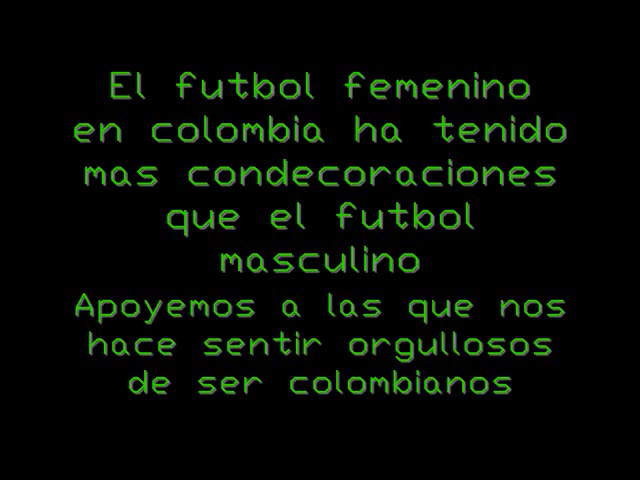 El futbol femenino
en colombia ha tenido
mas condecoraciones
que el futbol
masculino
Apoyemos a las que nos
hace sentir orgullosos
de ser colombianos